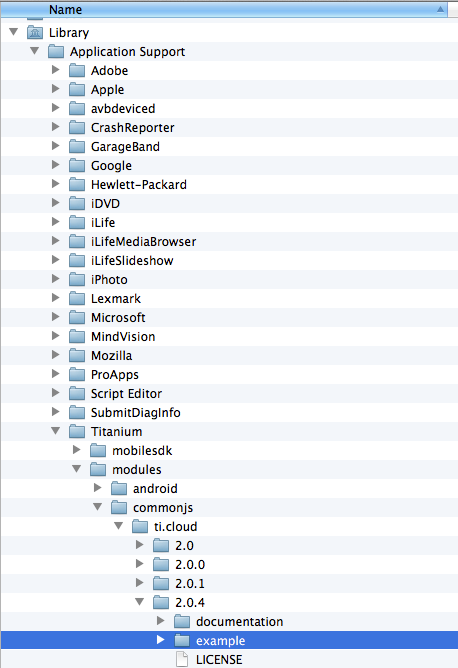 Name
Library
Application Support
Adobe
Apple
avbdeviced
CrashReporter
GarageBand
Google
Hewlett-Packard
iDVD
iLife
iLifeMediaBrowser
iLifeSlideshow
iPhoto
Lexmark
Microsoft
MindVision
Mozilla
ProApps
Script Editor
SubmitDiagInfo
Titanium
mobilesdk
modules
android
commonjs
ti.cloud
2.0
2.0.0
2.0.1
2.0.4
documentation
example
LICENSE